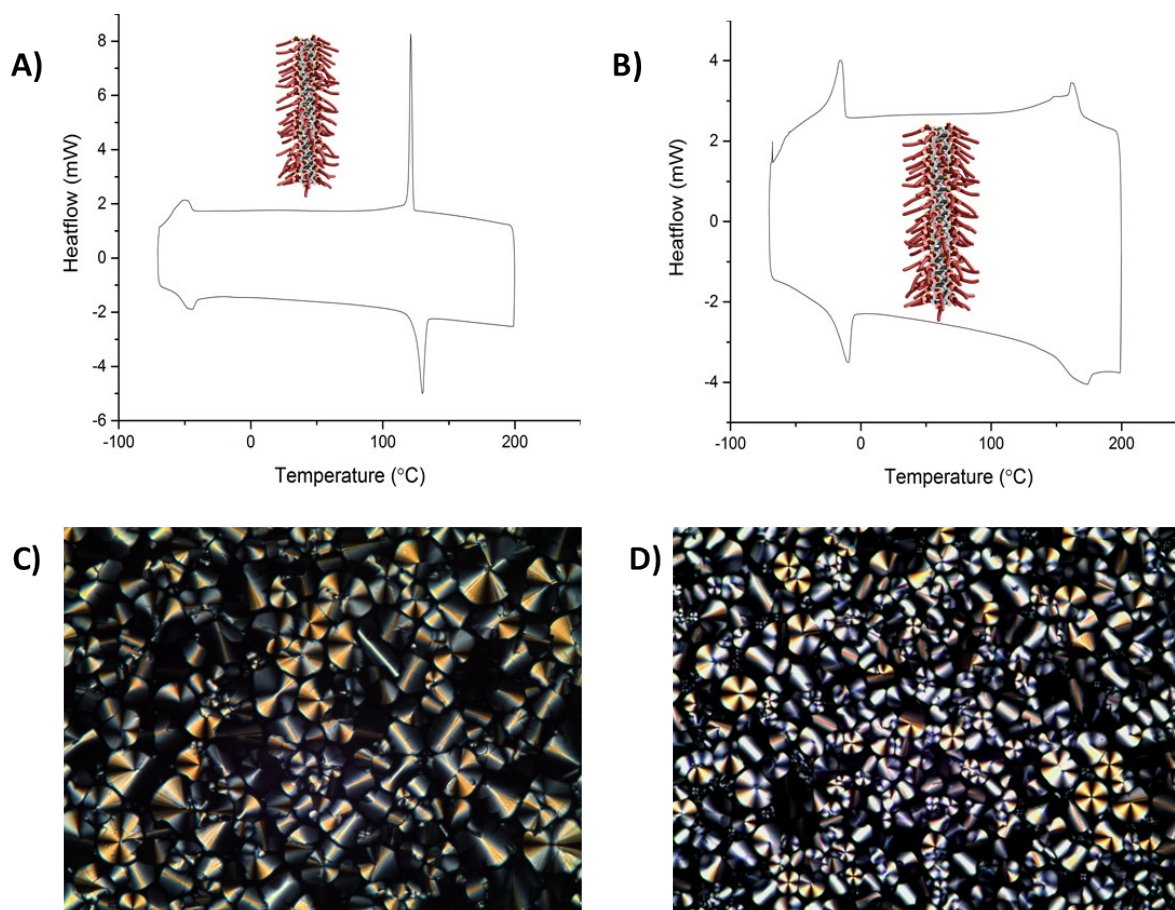 A)
8
6
4
2
0
-2
-4
-6
Heatflow (mW)
-100
0
100
200
Temperature (°C)
B)
4
2
0
-2
-4
Heatflow (mW)
-100
0
100
200
Temperature (°C)
C)
D)